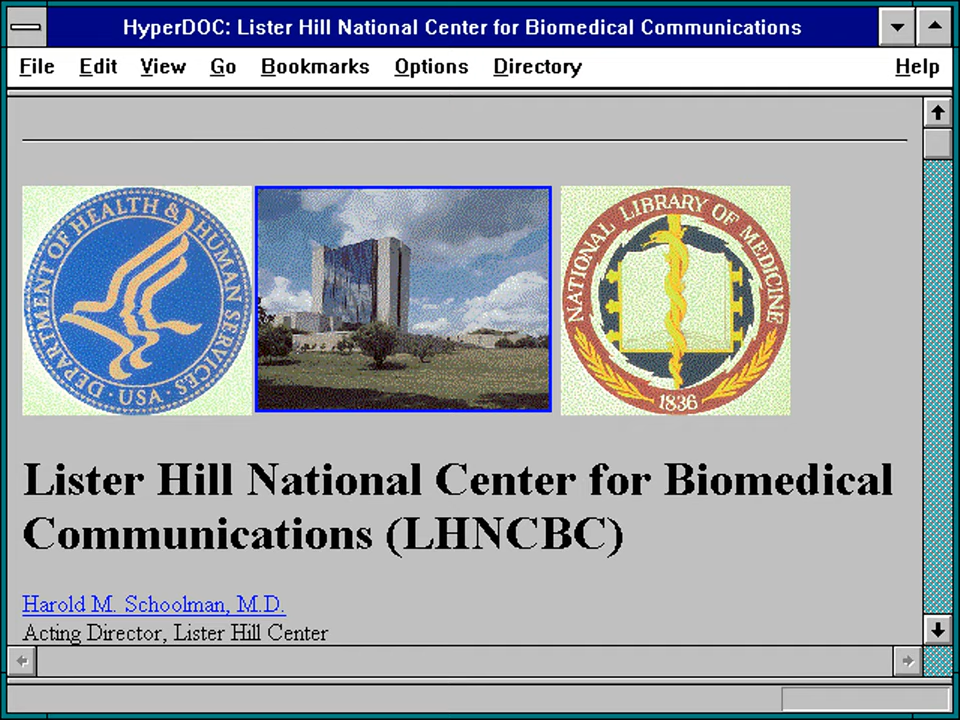 HyperDOC: Lister Hill National Center for Biomedical Communications
File Edit View Go Bookmarks Options Directory Help
DEPARTMENT OF HEALTH & HUMAN SERVICES · USA ·
NATIONAL LIBRARY OF MEDICINE
1836
Lister Hill National Center for Biomedical
Communications (LHNCBC)
Harold M. Schoolman, M.D.
Acting Director, Lister Hill Center